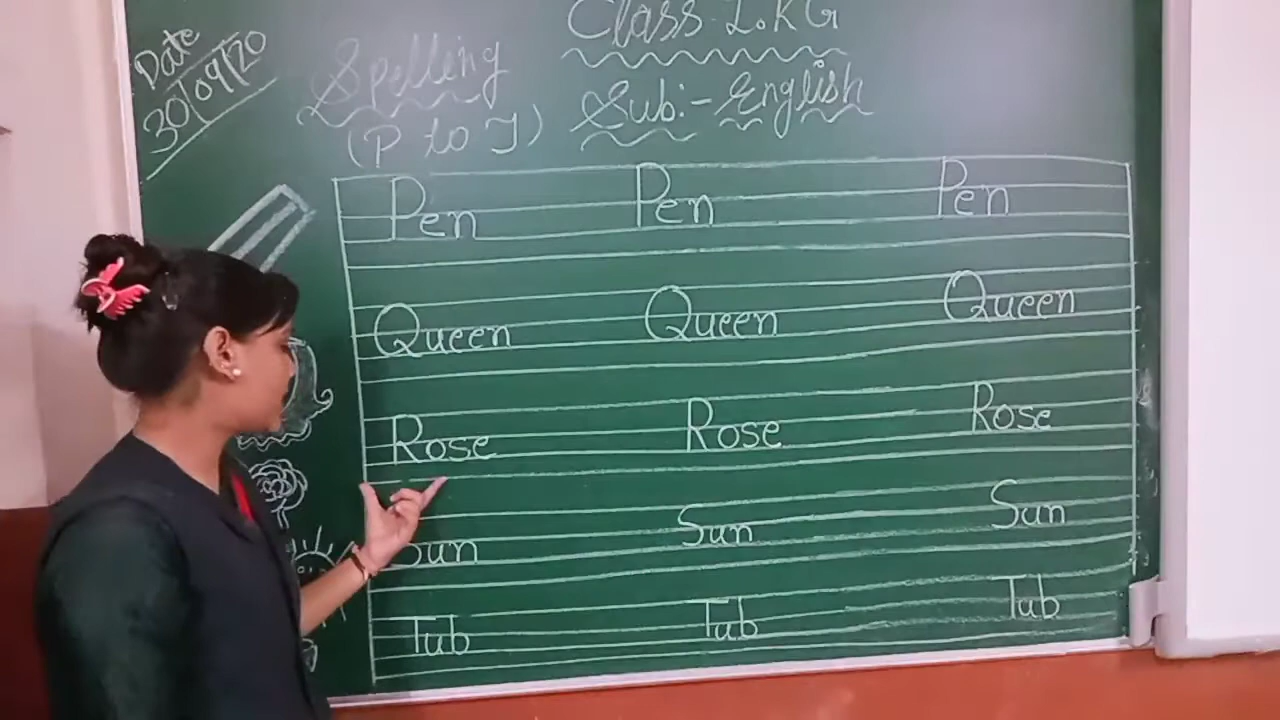 Date
30/09/20
Class L.KG
Spelling
Sub:- English
(P to T)
Pen Pen Pen
Queen Queen Queen
Rose Rose Rose
Sun Sun Sun
Tub Tub Tub